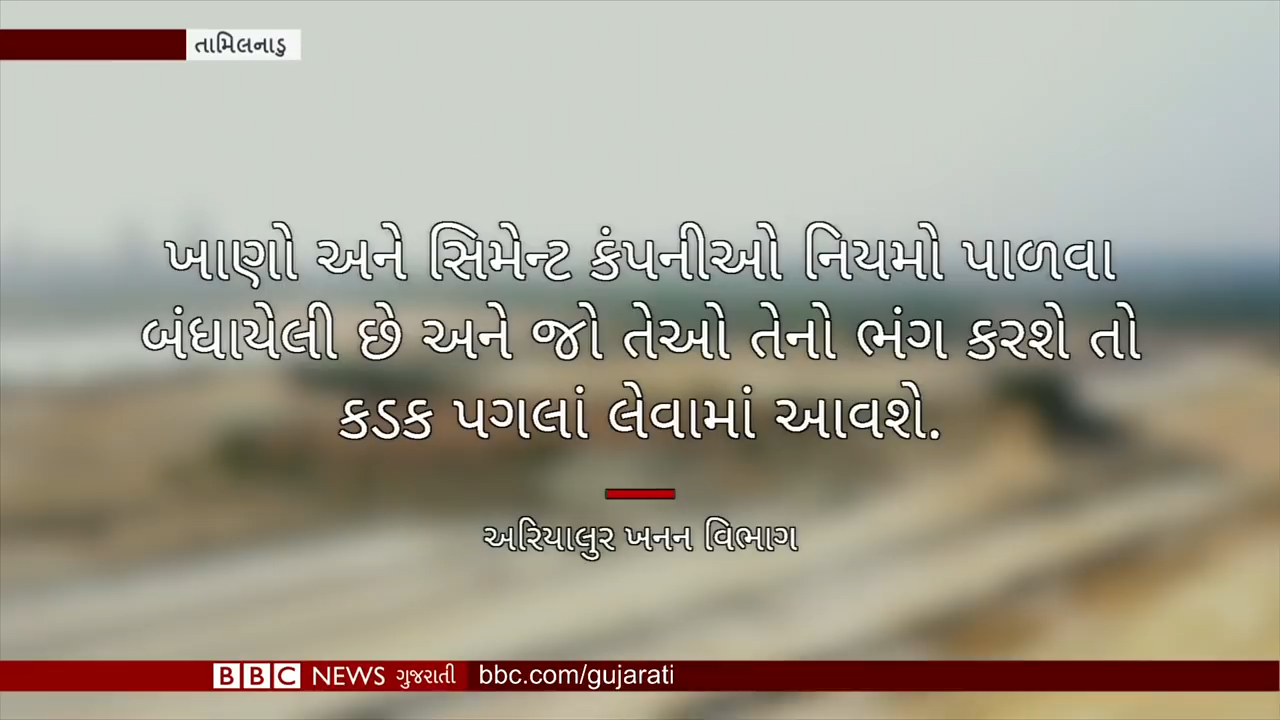 તામિલનાડુ
ખાણો અને સિમેન્ટ કંપનીઓ નિયમો પાળવા
બંધાયેલી છે અને જો તેઓ તેનો ભંગ કરશે તો
કડક પગલાં લેવામાં આવશે.
અરિયાલુર ખનન વિભાગ
BBC NEWS ગુજરાતી bbc.com/gujarati